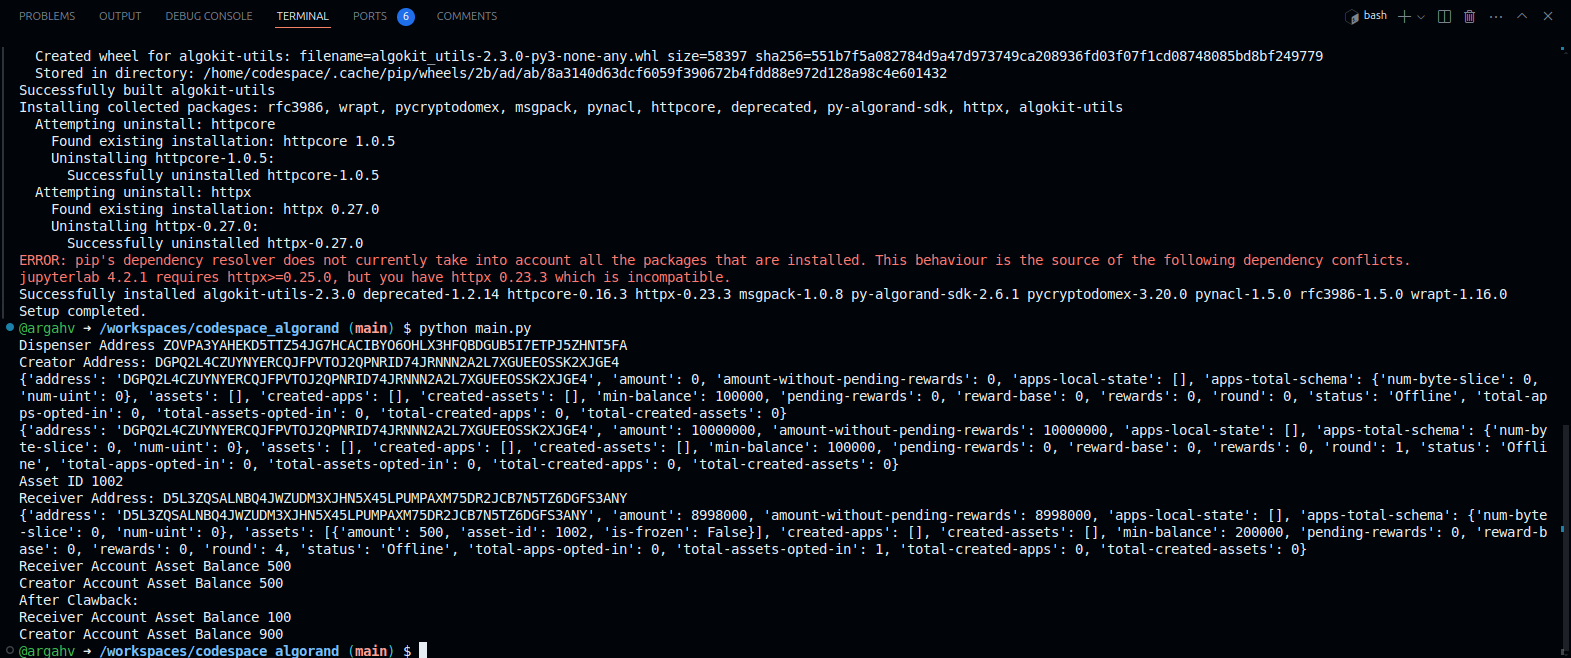 PROBLEMS OUTPUT DEBUG CONSOLE TERMINAL PORTS 6 COMMENTS bash
Created wheel for algokit-utils: filename=algokit_utils-2.3.0-py3-none-any.whl size=58397 sha256=551b7f5a082784d9a47d973749ca208936fd03f07f1cd08748085bd8bf249779
Stored in directory: /home/codespace/.cache/pip/wheels/2b/ad/ab/8a3140d63dcf6059f390672b4fdd88e972d128a98c4e601432
Successfully built algokit-utils
Installing collected packages: rfc3986, wrapt, pycryptodomex, msgpack, pynacl, httpcore, deprecated, py-algorand-sdk, httpx, algokit-utils
Attempting uninstall: httpcore
Found existing installation: httpcore 1.0.5
Uninstalling httpcore-1.0.5:
Successfully uninstalled httpcore-1.0.5
Attempting uninstall: httpx
Found existing installation: httpx 0.27.0
Uninstalling httpx-0.27.0:
Successfully uninstalled httpx-0.27.0
ERROR: pip's dependency resolver does not currently take into account all the packages that are installed. This behaviour is the source of the following dependency conflicts.
jupyterlab 4.2.1 requires httpx>=0.25.0, but you have httpx 0.23.3 which is incompatible.
Successfully installed algokit-utils-2.3.0 deprecated-1.2.14 httpcore-0.16.3 httpx-0.23.3 msgpack-1.0.8 py-algorand-sdk-2.6.1 pycryptodomex-3.20.0 pynacl-1.5.0 rfc3986-1.5.0 wrapt-1.16.0
Setup completed.
@argahv ➜ /workspaces/codespace_algorand (main) $ python main.py
Dispenser Address ZOVPA3YAHEKD5TTZ54JG7HCACIBYO6OHLX3HFQBDGUB5I7ETPJ5ZHNT5FA
Creator Address: DGPQ2L4CZUYNYERCQJFPVTOJ2QPNRID74JRNNN2A2L7XGUEEOSSK2XJGE4
{'address': 'DGPQ2L4CZUYNYERCQJFPVTOJ2QPNRID74JRNNN2A2L7XGUEEOSSK2XJGE4', 'amount': 0, 'amount-without-pending-rewards': 0, 'apps-local-state': [], 'apps-total-schema': {'num-byte-slice': 0,
'num-uint': 0}, 'assets': [], 'created-apps': [], 'created-assets': [], 'min-balance': 100000, 'pending-rewards': 0, 'reward-base': 0, 'rewards': 0, 'round': 0, 'status': 'Offline', 'total-ap
ps-opted-in': 0, 'total-assets-opted-in': 0, 'total-created-apps': 0, 'total-created-assets': 0}
{'address': 'DGPQ2L4CZUYNYERCQJFPVTOJ2QPNRID74JRNNN2A2L7XGUEEOSSK2XJGE4', 'amount': 10000000, 'amount-without-pending-rewards': 10000000, 'apps-local-state': [], 'apps-total-schema': {'num-by
te-slice': 0, 'num-uint': 0}, 'assets': [], 'created-apps': [], 'created-assets': [], 'min-balance': 100000, 'pending-rewards': 0, 'reward-base': 0, 'rewards': 0, 'round': 1, 'status': 'Offli
ne', 'total-apps-opted-in': 0, 'total-assets-opted-in': 0, 'total-created-apps': 0, 'total-created-assets': 0}
Asset ID 1002
Receiver Address: D5L3ZQSALNBQ4JWZUDM3XJHN5X45LPUMPAXM75DR2JCB7N5TZ6DGFS3ANY
{'address': 'D5L3ZQSALNBQ4JWZUDM3XJHN5X45LPUMPAXM75DR2JCB7N5TZ6DGFS3ANY', 'amount': 8998000, 'amount-without-pending-rewards': 8998000, 'apps-local-state': [], 'apps-total-schema': {'num-byte
-slice': 0, 'num-uint': 0}, 'assets': [{'amount': 500, 'asset-id': 1002, 'is-frozen': False}], 'created-apps': [], 'created-assets': [], 'min-balance': 200000, 'pending-rewards': 0, 'reward-b
ase': 0, 'rewards': 0, 'round': 4, 'status': 'Offline', 'total-apps-opted-in': 0, 'total-assets-opted-in': 1, 'total-created-apps': 0, 'total-created-assets': 0}
Receiver Account Asset Balance 500
Creator Account Asset Balance 500
After Clawback:
Receiver Account Asset Balance 100
Creator Account Asset Balance 900
@argahv ➜ /workspaces/codespace_algorand (main) $